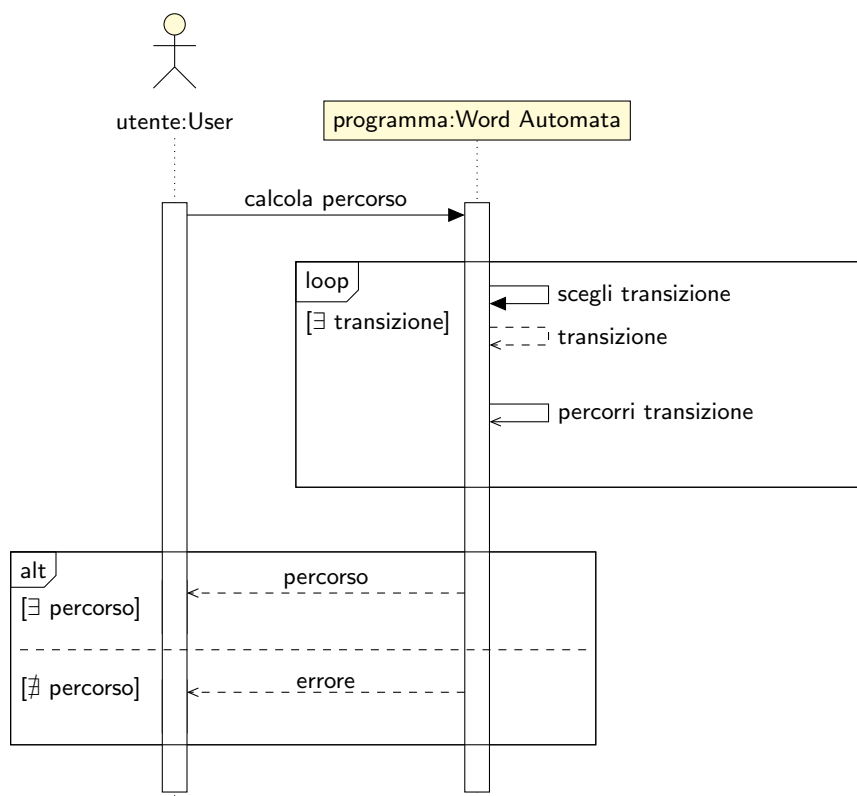 utente:User
programma:Word Automata
calcola percorso
loop
[∃ transizione]
scegli transizione
transizione
percorri transizione
alt
[∃ percorso]
percorso
[∄ percorso]
errore